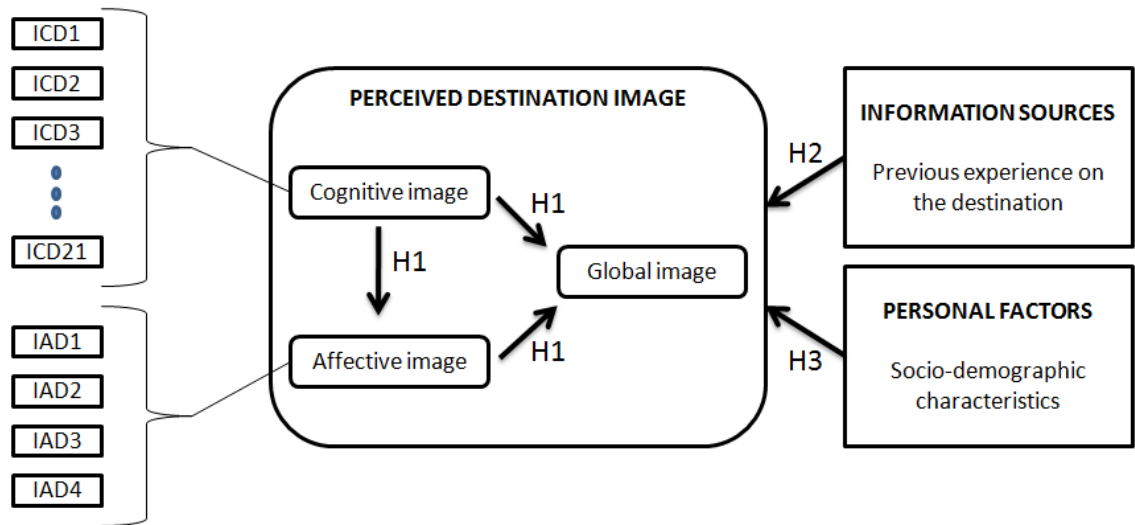 ICD1
ICD2
ICD3
ICD21
IAD1
IAD2
IAD3
IAD4
PERCEIVED DESTINATION IMAGE
Cognitive image
H1
H1
Global image
Affective image
H1
H2
H3
INFORMATION SOURCES
Previous experience on
the destination
PERSONAL FACTORS
Socio-demographic
characteristics